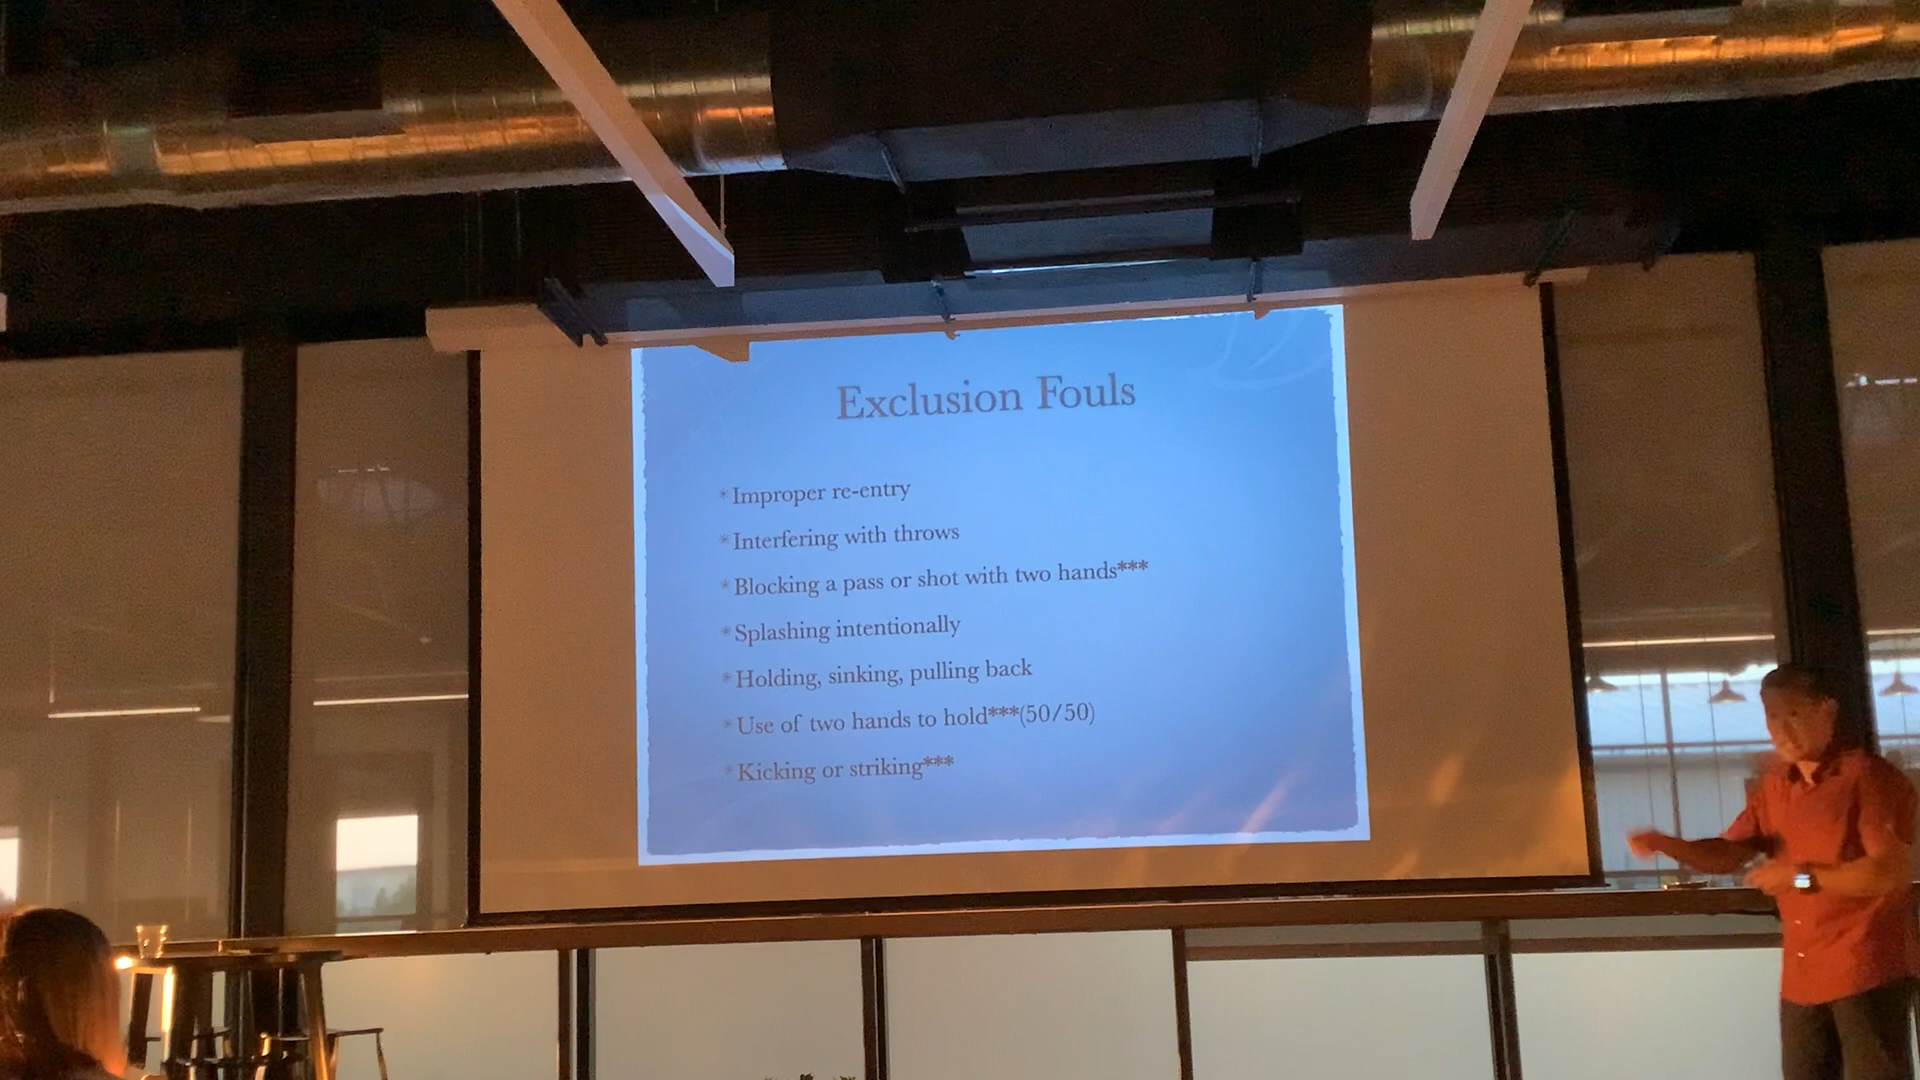 Exclusion Fouls
*Improper re-entry
*Interfering with throws
*Blocking a pass or shot with two hands***
*Splashing intentionally
*Holding, sinking, pulling back
*Use of two hands to hold***(50/50)
*Kicking or striking***